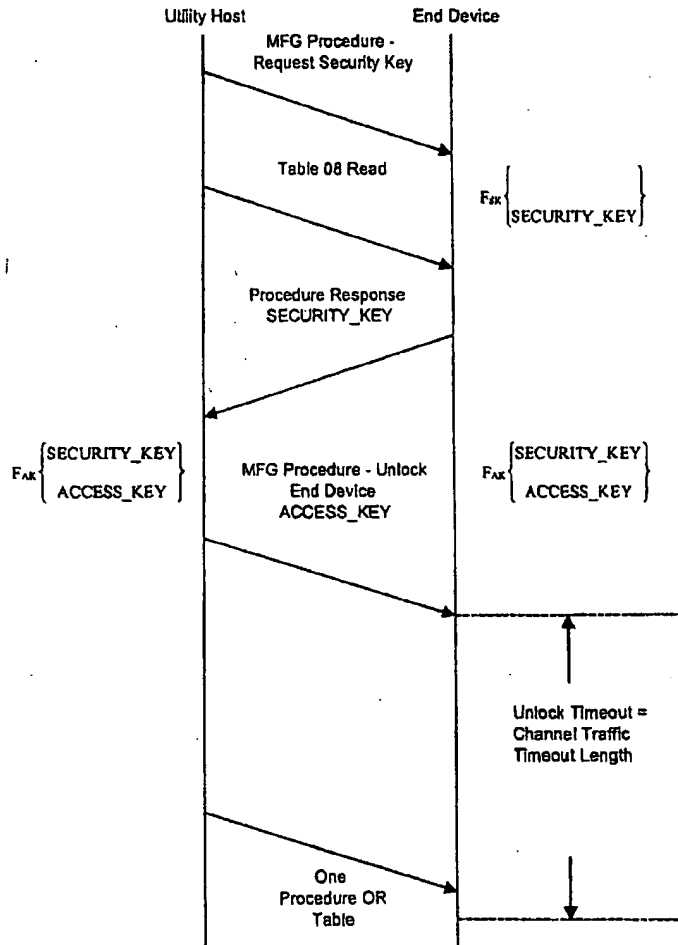 Utility Host
End Device
MFG Procedure -
Request Security Key
Table 08 Read
F_SK { SECURITY_KEY }
Procedure Response
SECURITY_KEY
F_AK { SECURITY_KEY
ACCESS_KEY }
MFG Procedure - Unlock
End Device
ACCESS_KEY
F_AK { SECURITY_KEY
ACCESS_KEY }
Unlock Timeout =
Channel Traffic
Timeout Length
One
Procedure OR
Table